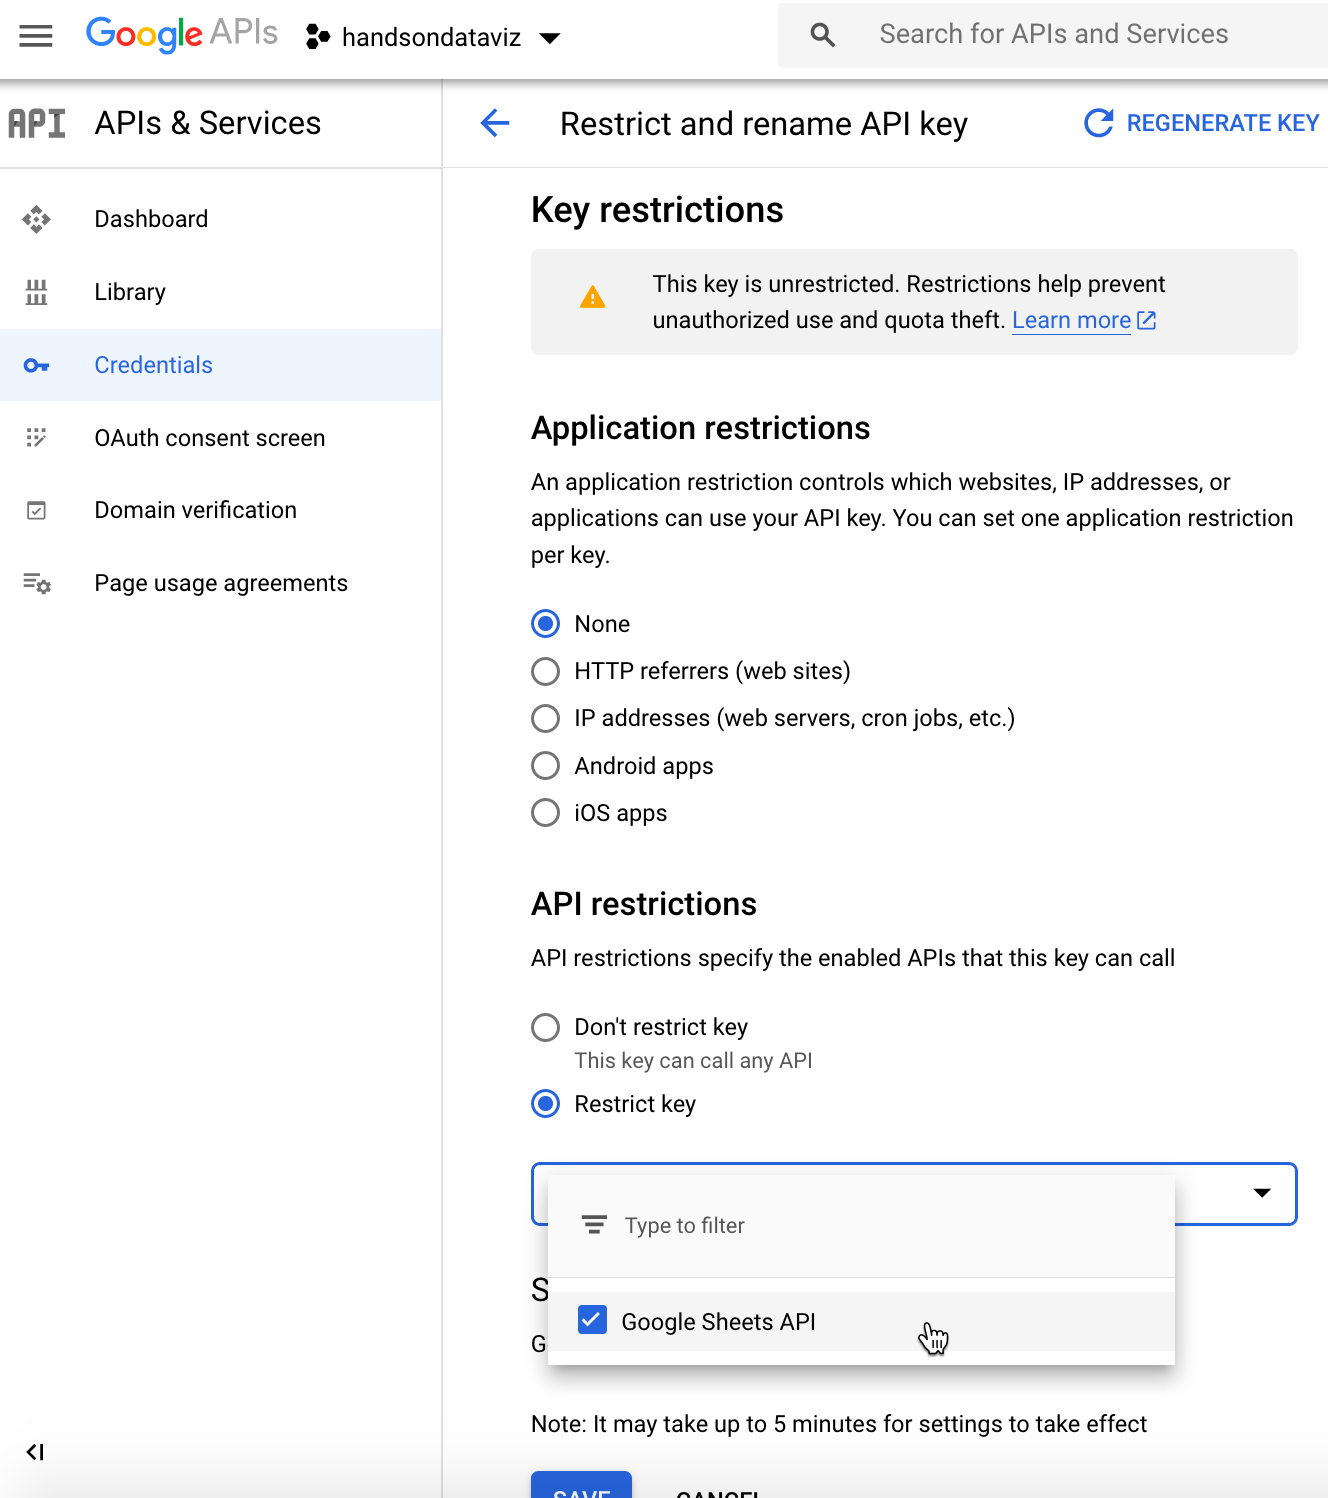 Google APIs
handsondataviz
Search for APIs and Services
API
APIs & Services
Restrict and rename API key
REGENERATE KEY
Dashboard
Library
Credentials
OAuth consent screen
Domain verification
Page usage agreements
Key restrictions
This key is unrestricted. Restrictions help prevent
unauthorized use and quota theft. Learn more
Application restrictions
An application restriction controls which websites, IP addresses, or
applications can use your API key. You can set one application restriction
per key.
None
HTTP referrers (web sites)
IP addresses (web servers, cron jobs, etc.)
Android apps
iOS apps
API restrictions
API restrictions specify the enabled APIs that this key can call
Don't restrict key
This key can call any API
Restrict key
Type to filter
S
Google Sheets API
G
Note: It may take up to 5 minutes for settings to take effect
SAVE
CANCEL